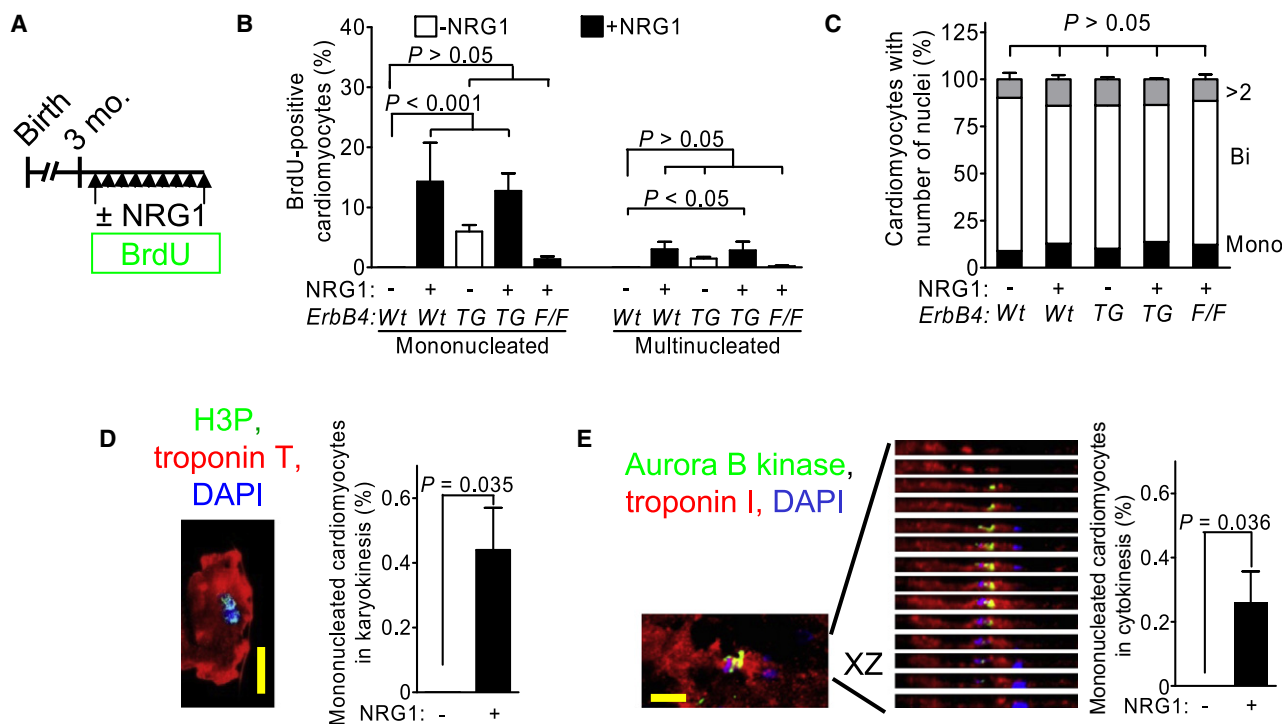 A
Birth
3 mo.
± NRG1
BrdU
B
-NRG1
+NRG1
BrdU-positive
cardiomyocytes (%)
40
30
20
10
0
P > 0.05
P < 0.001
P > 0.05
P < 0.05
NRG1: - + - + + - + - + +
ErbB4: Wt Wt TG TG F/F Wt Wt TG TG F/F
Mononucleated
Multinucleated
C
Cardiomyocytes with
number of nuclei (%)
125
100
75
50
25
0
P > 0.05
>2
Bi
Mono
NRG1: - + - + +
ErbB4: Wt Wt TG TG F/F
D
H3P,
troponin T,
DAPI
Mononucleated cardiomyocytes
in karyokinesis (%)
0.6
0.4
0.2
0
P = 0.035
NRG1: - +
E
Aurora B kinase,
troponin I, DAPI
XZ
Mononucleated cardiomyocytes
in cytokinesis (%)
0.6
0.4
0.2
0
P = 0.036
NRG1: - +